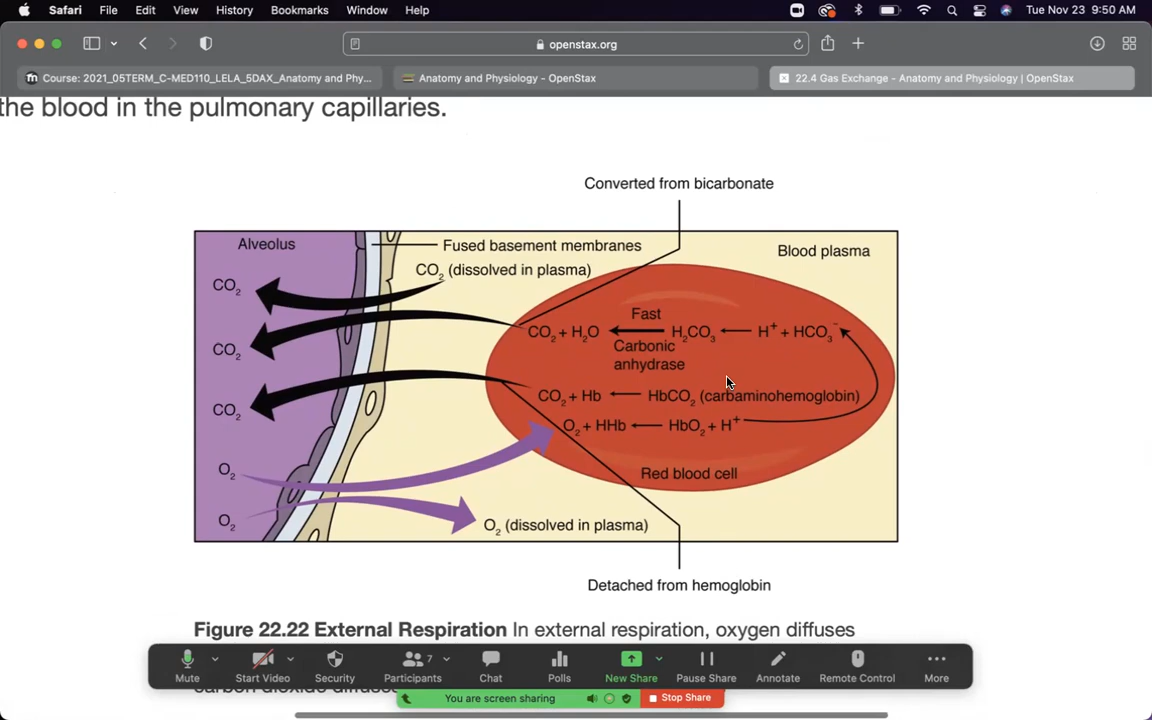 Safari File Edit View History Bookmarks Window Help Tue Nov 23 9:50 AM
openstax.org
Course: 2021_05TERM_C-MED110_LELA_5DAX_Anatomy and Phy... Anatomy and Physiology - OpenStax 22.4 Gas Exchange - Anatomy and Physiology | OpenStax
the blood in the pulmonary capillaries.
Converted from bicarbonate
Alveolus
Fused basement membranes
Blood plasma
CO₂ (dissolved in plasma)
CO₂
Fast
CO₂ + H₂O H₂CO₃ H⁺ + HCO₃⁻
Carbonic
anhydrase
CO₂
CO₂ + Hb HbCO₂ (carbaminohemoglobin)
CO₂
O₂ + HHb HbO₂ + H⁺
O₂
Red blood cell
O₂
O₂ (dissolved in plasma)
Detached from hemoglobin
Figure 22.22 External Respiration In external respiration, oxygen diffuses
7
Mute Start Video Security Participants Chat Polls New Share Pause Share Annotate Remote Control More
You are screen sharing Stop Share